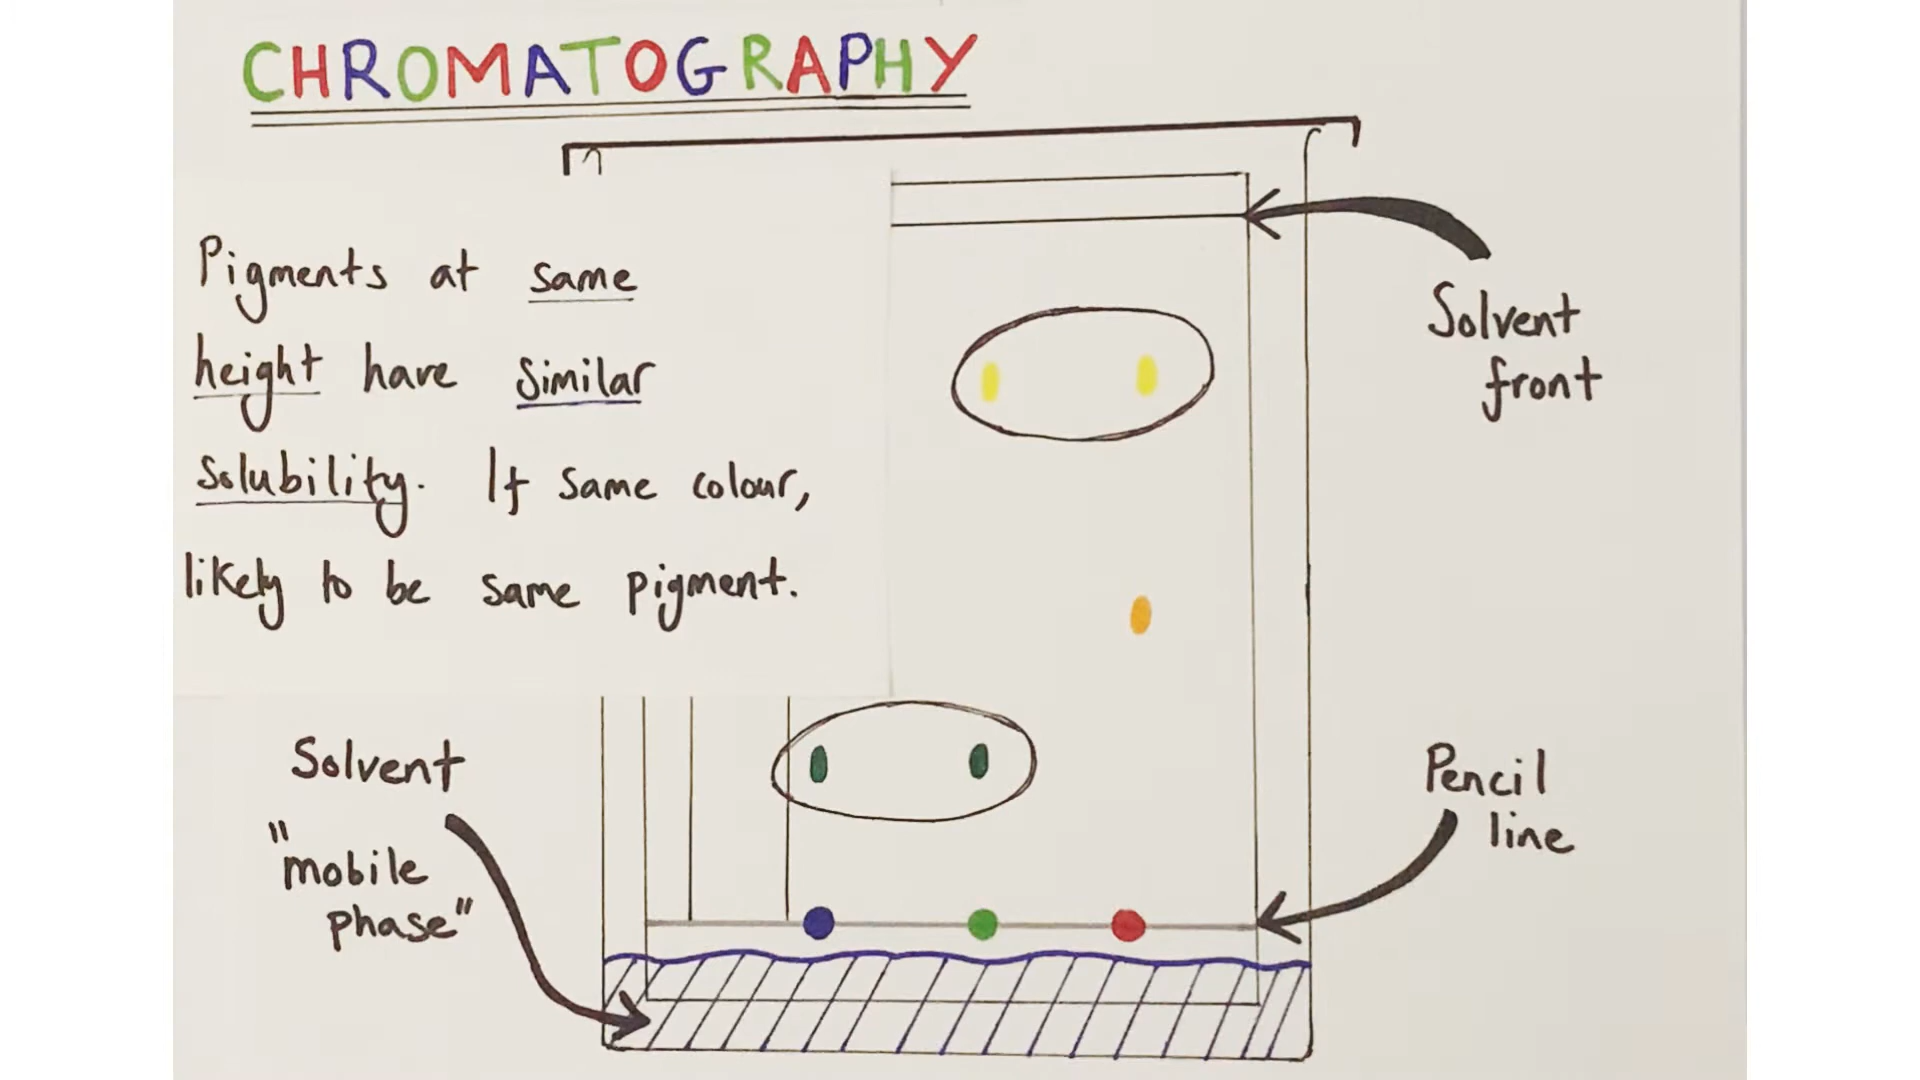 CHROMATOGRAPHY
Pigments at same
height have similar
solubility. If same colour,
likely to be same pigment.
Solvent
front
Solvent
"mobile
phase"
Pencil
line